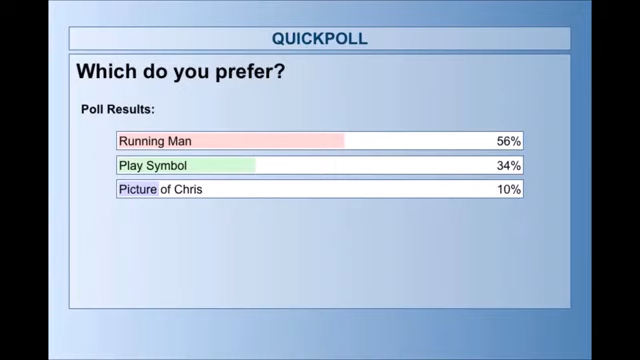 QUICKPOLL
Which do you prefer?
Poll Results:
Running Man 56%
Play Symbol 34%
Picture of Chris 10%